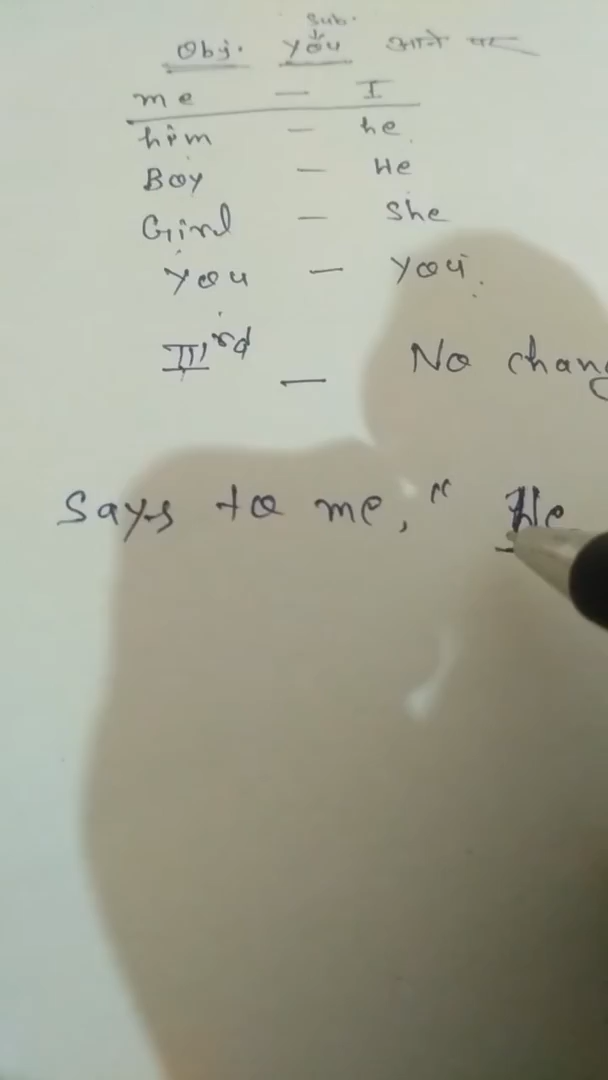 Sub.
Obj. You आने पर
me – I
him – he
Boy – He
Girl – She
You – You
IIIrd – No chang
Says to me, " He